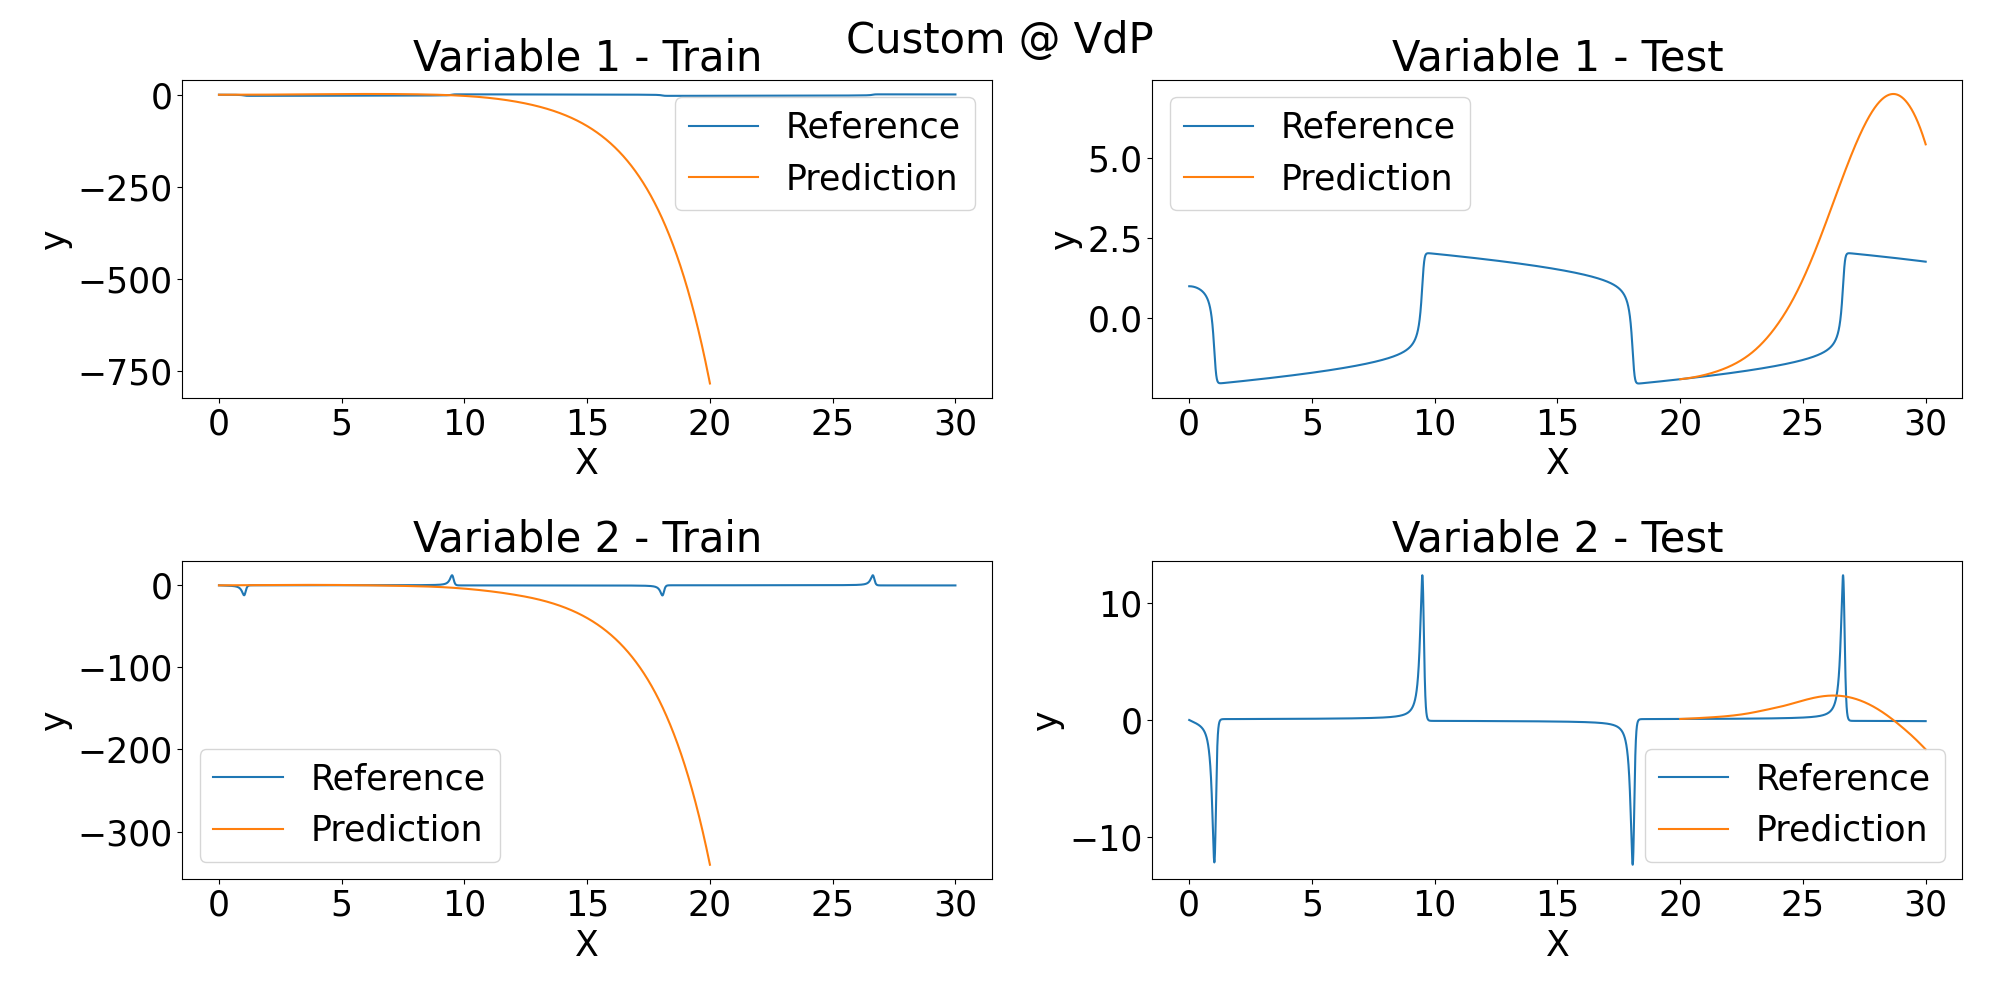 Custom @ VdP
Variable 1 - Train
0
−250
−500
−750
y
Reference
Prediction
0 5 10 15 20 25 30
X
Variable 1 - Test
5.0
2.5
0.0
y
Reference
Prediction
0 5 10 15 20 25 30
X
Variable 2 - Train
0
−100
−200
−300
y
Reference
Prediction
0 5 10 15 20 25 30
X
Variable 2 - Test
10
0
−10
y
Reference
Prediction
0 5 10 15 20 25 30
X